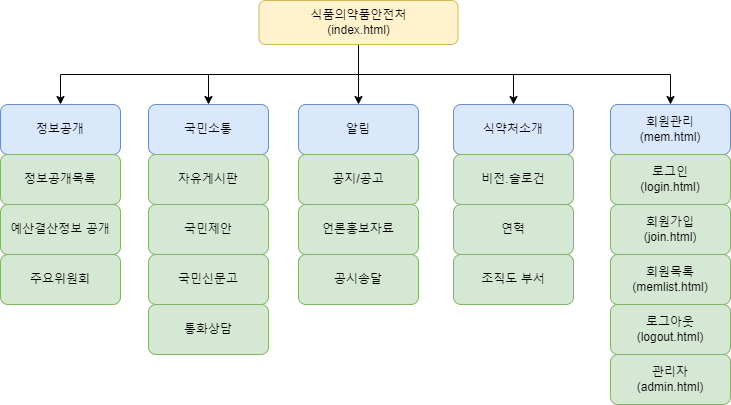 식품의약품안전처
(index.html)
정보공개
정보공개목록
예산결산정보 공개
주요위원회
국민소통
자유게시판
국민제안
국민신문고
통화상담
알림
공지/공고
언론홍보자료
공시송달
식약처소개
비전.슬로건
연혁
조직도 부서
회원관리
(mem.html)
로그인
(login.html)
회원가입
(join.html)
회원목록
(memlist.html)
로그아웃
(logout.html)
관리자
(admin.html)